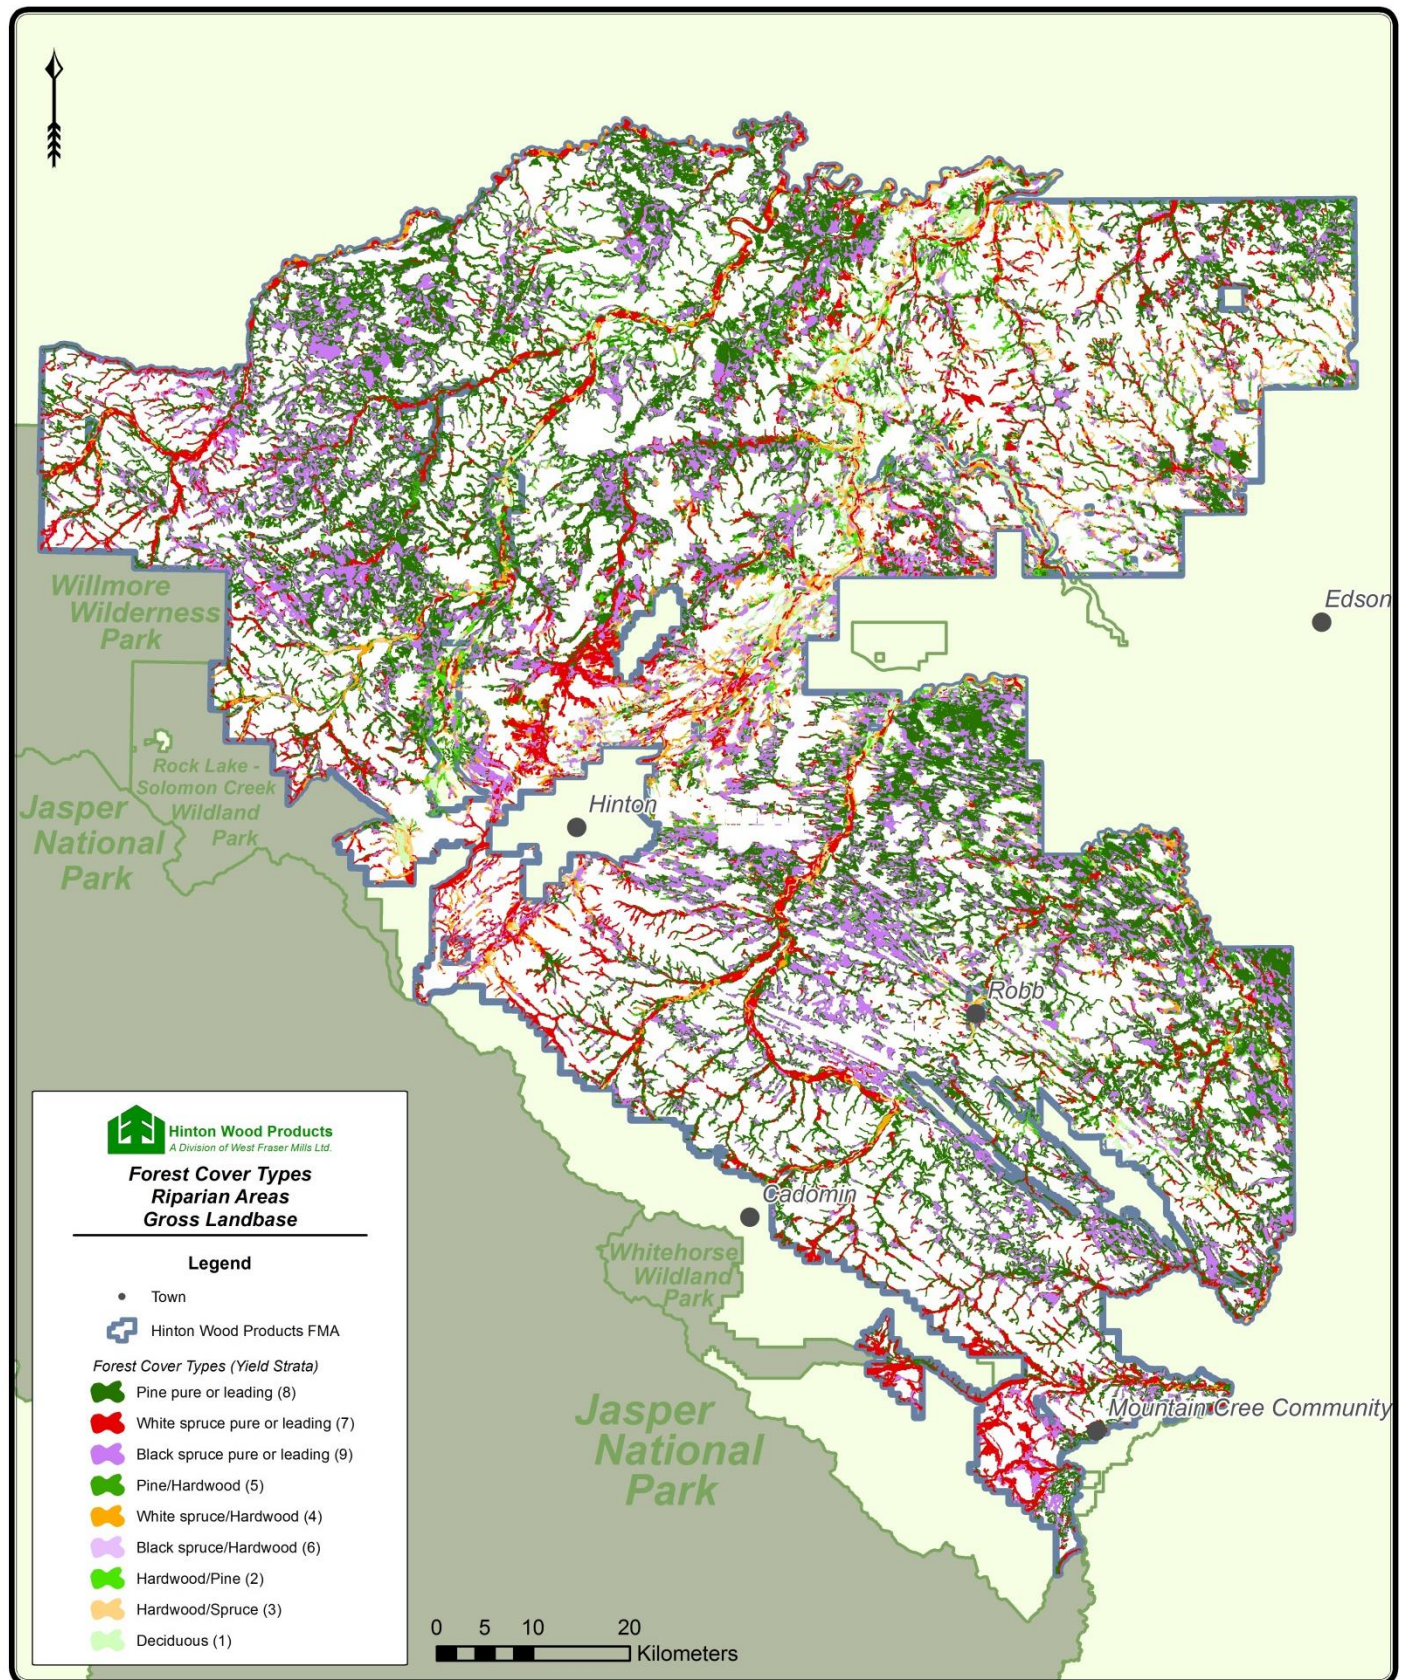 Edson
Willmore
Wilderness
Park
Rock Lake -
Solomon Creek
Wildland
Park
Jasper
National
Park
Hinton
Robb
Cadomin
Whitehorse
Wildland
Park
Jasper
National
Park
Mountain Cree Community
Hinton Wood Products
A Division of West Fraser Mills Ltd.
Forest Cover Types
Riparian Areas
Gross Landbase
Legend
Town
Hinton Wood Products FMA
Forest Cover Types (Yield Strata)
Pine pure or leading (8)
White spruce pure or leading (7)
Black spruce pure or leading (9)
Pine/Hardwood (5)
White spruce/Hardwood (4)
Black spruce/Hardwood (6)
Hardwood/Pine (2)
Hardwood/Spruce (3)
Deciduous (1)
0 5 10 20
Kilometers